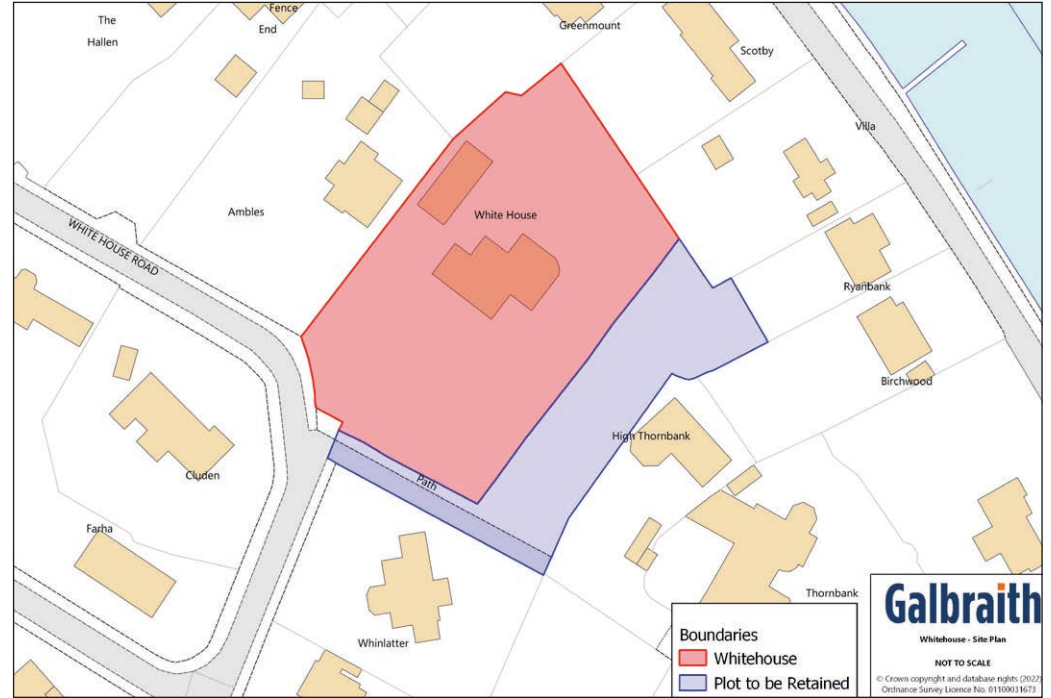 The
Hallen
Fence
End
Greenmount
Scotby
Villa
Ambles
White House
WHITE HOUSE ROAD
Ryanbank
Birchwood
High Thornbank
Cluden
Path
Farha
Whinlatter
Thornbank
Boundaries
Whitehouse
Plot to be Retained
Galbraith
Whitehouse - Site Plan
NOT TO SCALE
© Crown copyright and database rights (2022)
Ordnance Survey Licence No. 01100031673